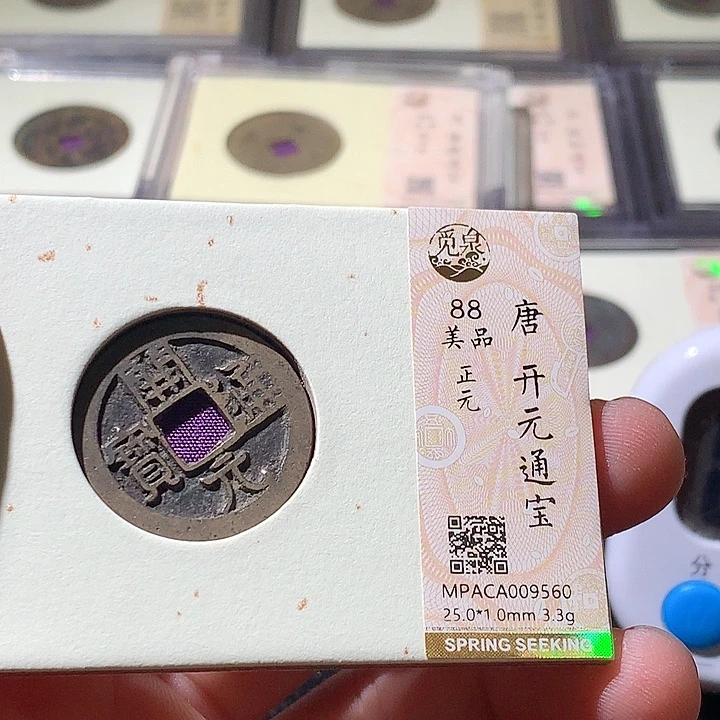 觅泉
88
美品
正元
唐 开元通宝
開元通寶
MPACA009560
25.0*1.0mm 3.3g
SPRING SEEKING
分